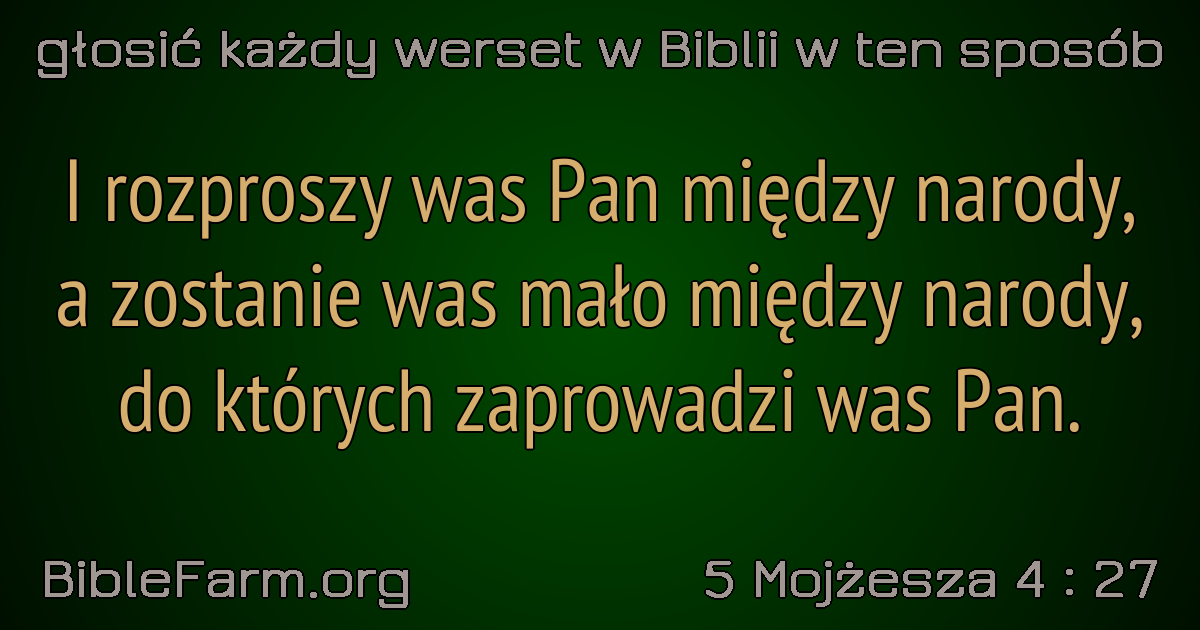 głosić każdy werset w Biblii w ten sposób
I rozproszy was Pan między narody,
a zostanie was mało między narody,
do których zaprowadzi was Pan.
BibleFarm.org
5 Mojżesza 4 : 27